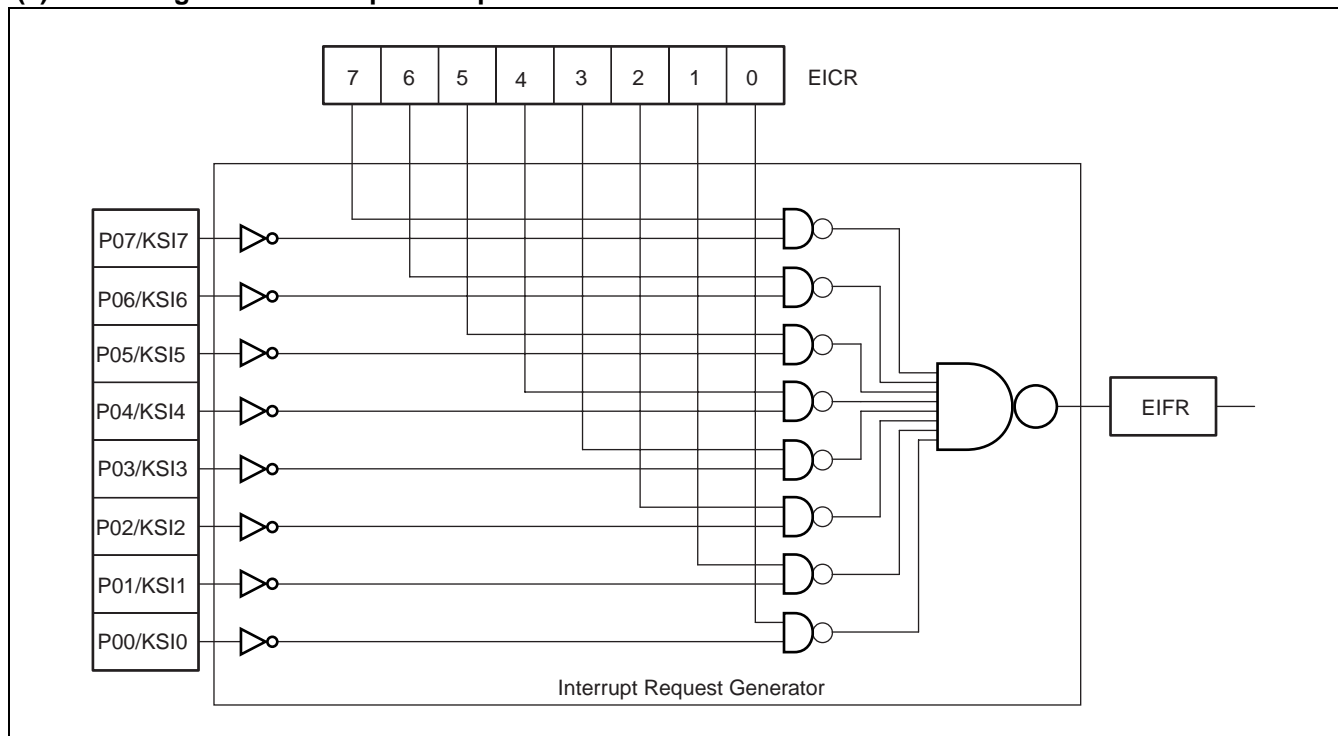 7 6 5 4 3 2 1 0 EICR
P07/KSI7
P06/KSI6
P05/KSI5
P04/KSI4
P03/KSI3
P02/KSI2
P01/KSI1
P00/KSI0
EIFR
Interrupt Request Generator